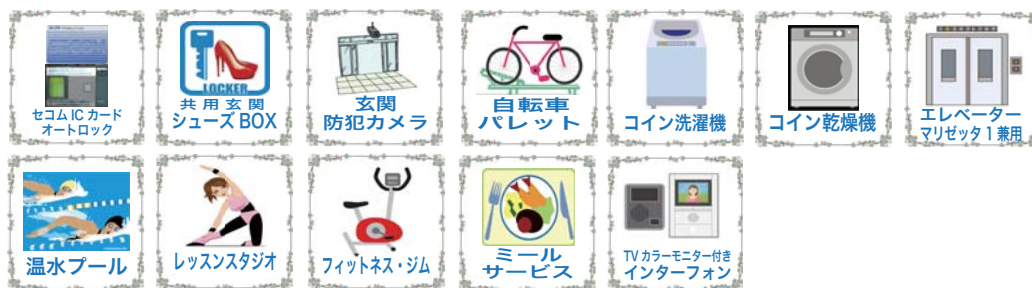 セコム IC カード
オートロック
LOCKER
共用玄関
シューズ BOX
玄関
防犯カメラ
自転車
パレット
コイン洗濯機
コイン乾燥機
エレベーター
マリゼッタ 1 兼用
温水プール
レッスンスタジオ
フィットネス・ジム
ミール
サービス
TV カラーモニター付き
インターフォン